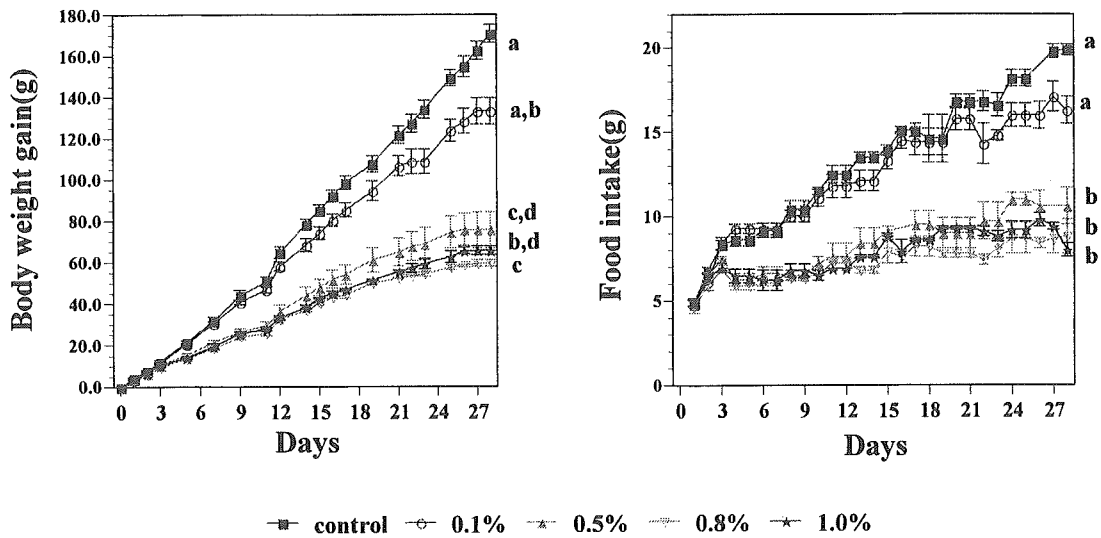 180.0
160.0
140.0
120.0
100.0
80.0
60.0
40.0
20.0
0.0
Body weight gain(g)
0 3 6 9 12 15 18 21 24 27
Days
a
a,b
c,d
b,d
c
20
15
10
5
0
Food intake(g)
0 3 6 9 12 15 18 21 24 27
Days
a
a
b
b
b
control 0.1% 0.5% 0.8% 1.0%